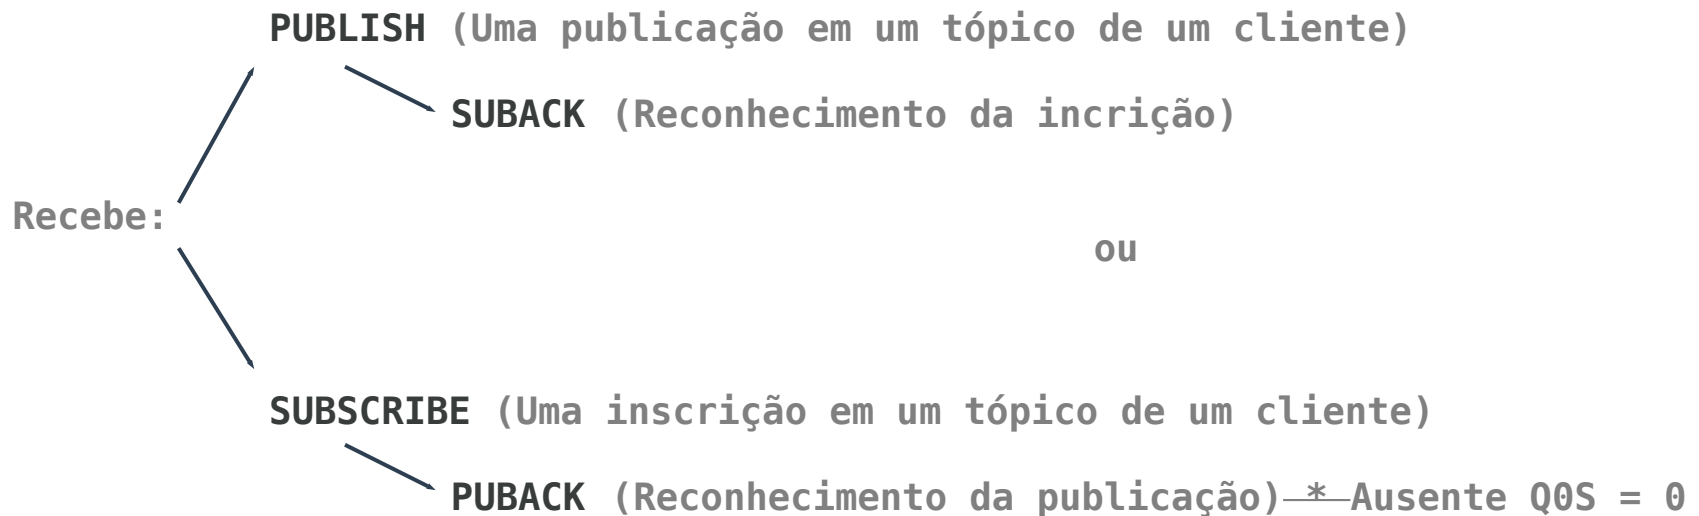 PUBLISH (Uma publicação em um tópico de um cliente)
SUBACK (Reconhecimento da incrição)
Recebe:
ou
SUBSCRIBE (Uma inscrição em um tópico de um cliente)
PUBACK (Reconhecimento da publicação) * Ausente Q0S = 0